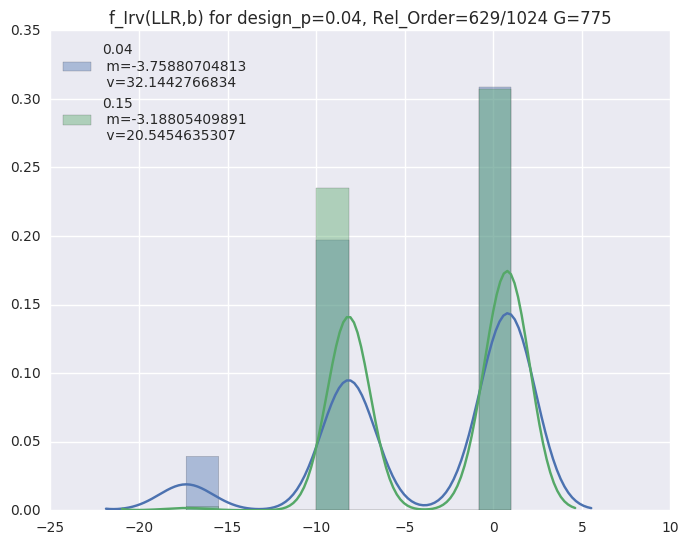 f_Irv(LLR,b) for design_p=0.04, Rel_Order=629/1024 G=775
0.04
m=-3.75880704813
v=32.1442766834
0.15
m=-3.18805409891
v=20.5454635307
0.35
0.30
0.25
0.20
0.15
0.10
0.05
0.00
−25 −20 −15 −10 −5 0 5 10